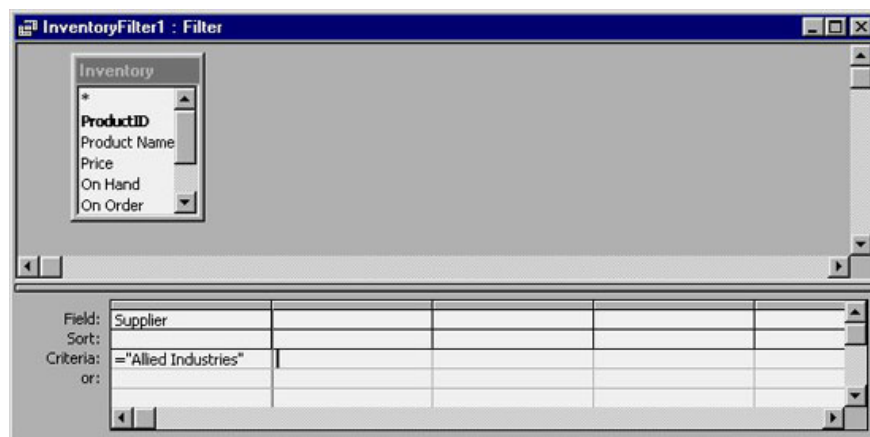 InventoryFilter1 : Filter
Inventory
*
ProductID
Product Name
Price
On Hand
On Order
Field: Supplier
Sort:
Criteria: ="Allied Industries"
or: